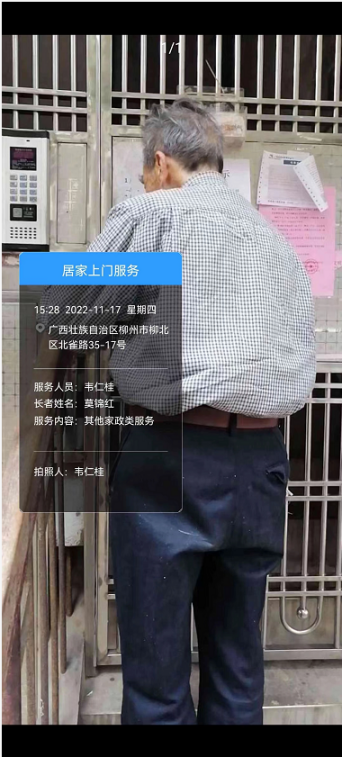 1/1
示
居家上门服务
15:28 2022-11-17 星期四
广西壮族自治区柳州市柳北
区北雀路35-17号
服务人员：韦仁桂
长者姓名：莫锦红
服务内容：其他家政类服务
拍照人：韦仁桂